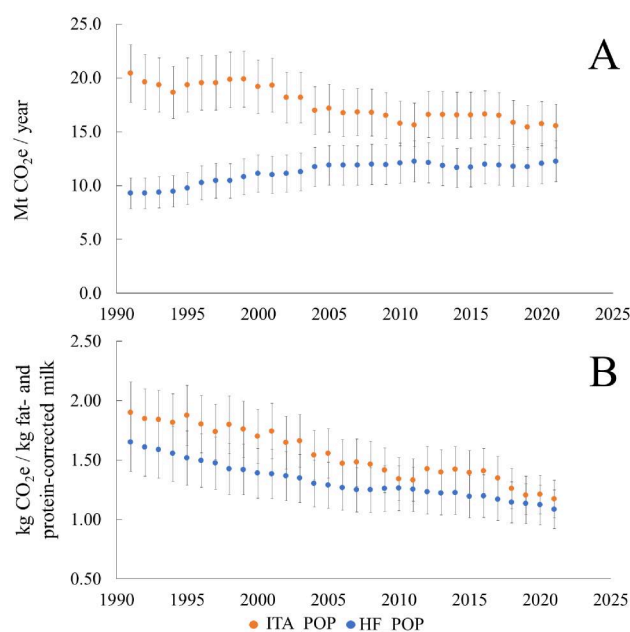 25.0
A
20.0
15.0
10.0
5.0
0.0
Mt CO₂e / year
1990 1995 2000 2005 2010 2015 2020 2025
2.50
B
2.00
1.50
1.00
0.50
kg CO₂e / kg fat- and
protein-corrected milk
1990 1995 2000 2005 2010 2015 2020 2025
ITA POP HF POP